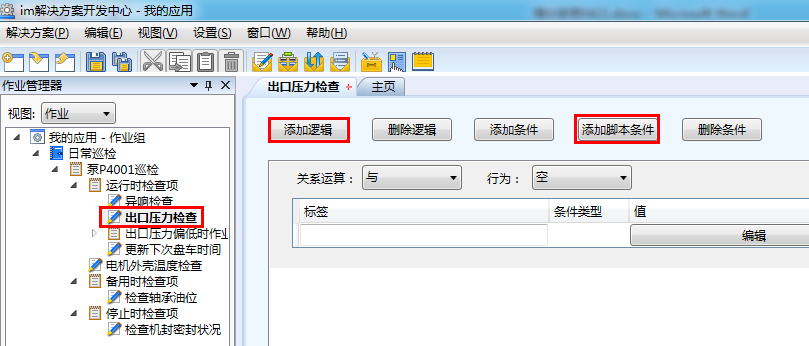 im解决方案开发中心 - 我的应用
解决方案(P) 编辑(E) 视图(V) 设置(S) 窗口(W) 帮助(H)
作业管理器
视图: 作业
我的应用 - 作业组
日常巡检
泵P4001巡检
运行时检查项
异响检查
出口压力检查
出口压力偏低时作业
更新下次盘车时间
电机外壳温度检查
备用时检查项
检查轴承油位
停止时检查项
检查机封密封状况
出口压力检查 主页
添加逻辑 删除逻辑 添加条件 添加脚本条件 删除条件
关系运算: 与 行为: 空
标签 条件类型 值
编辑